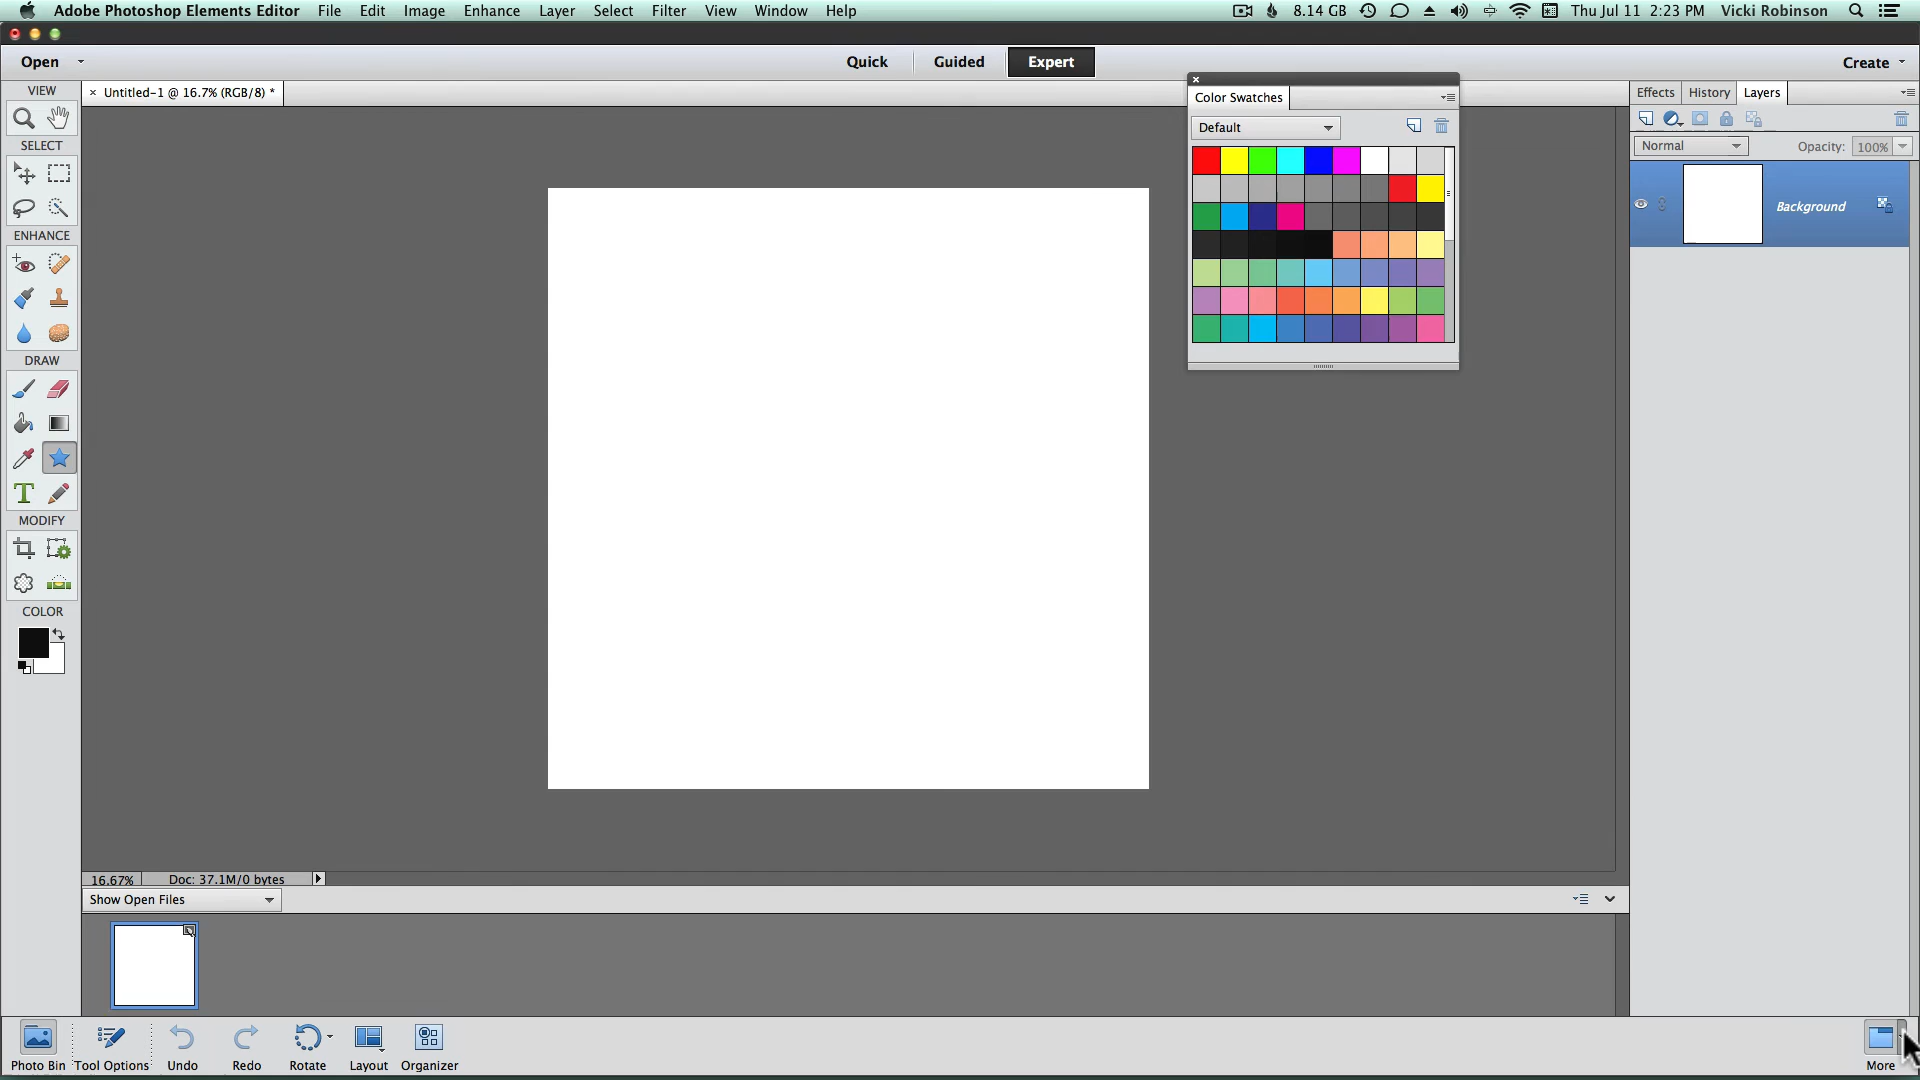 Adobe Photoshop Elements Editor File Edit Image Enhance Layer Select Filter View Window Help 8.14 GB Thu Jul 11 2:23 PM Vicki Robinson
Open Quick Guided Expert Create
VIEW
× Untitled-1 @ 16.7% (RGB/8) *
Color Swatches
Effects History Layers
Default
SELECT
Normal Opacity: 100%
Background
ENHANCE
DRAW
T
MODIFY
COLOR
16.67% Doc: 37.1M/0 bytes
Show Open Files
Photo Bin Tool Options Undo Redo Rotate Layout Organizer More